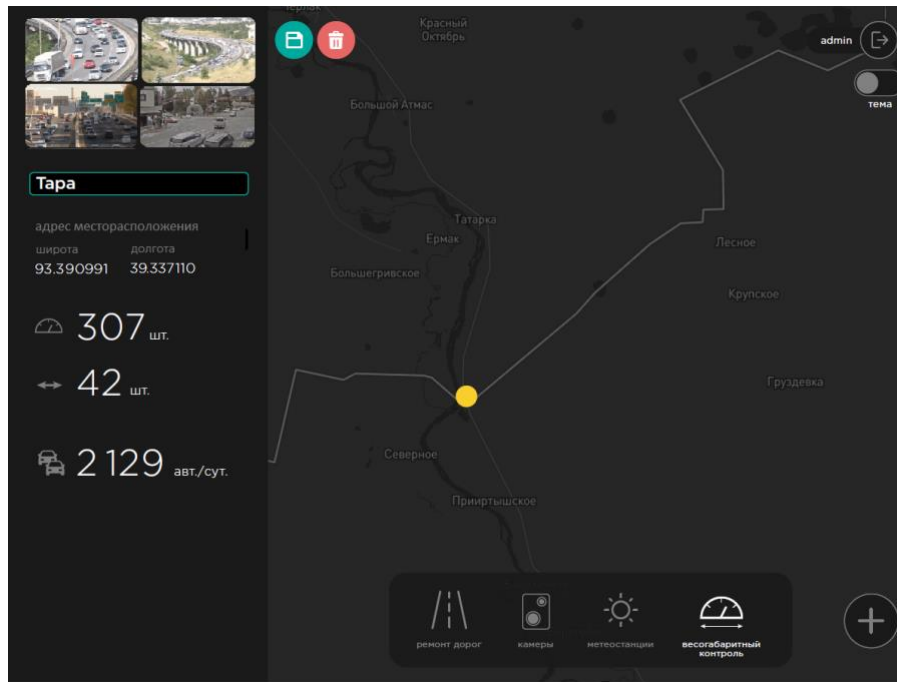 Терлак
Красный
Октябрь
admin
тема
Большой Атмас
Тара
адрес месторасположения
широта
долгота
93.390991
39.337110
Татарка
Ермак
Лесное
Большегривское
Крупское
307 шт.
42 шт.
Груздевка
2 129 авт./сут.
Северное
Прииртышское
ремонт дорог
камеры
метеостанции
весогабаритный
контроль